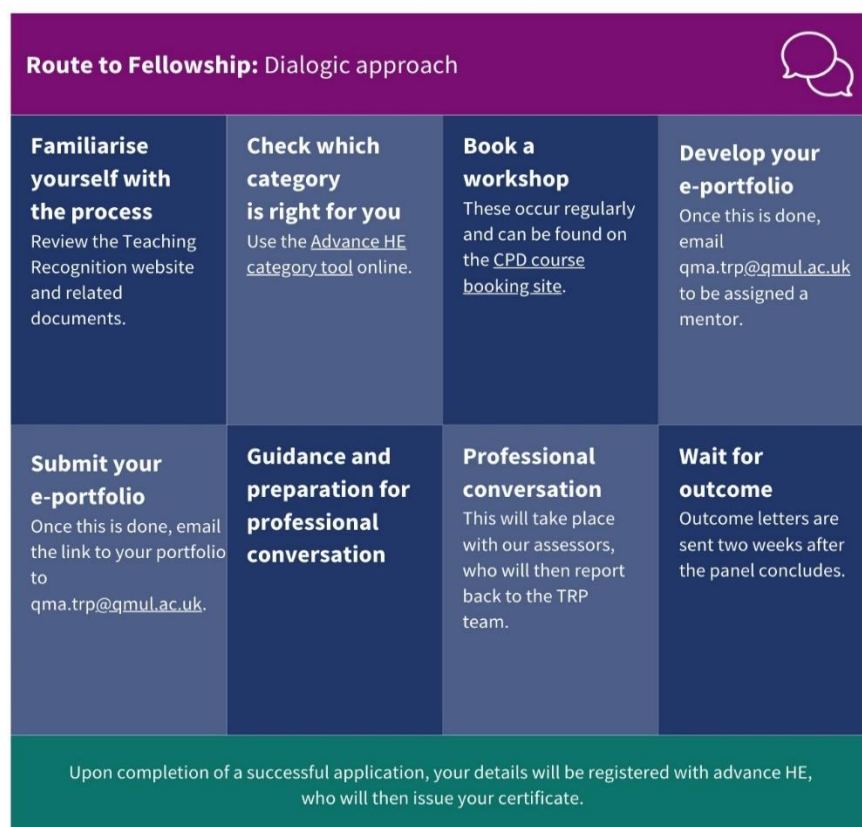 Route to Fellowship: Dialogic approach
Familiarise
yourself with
the process
Review the Teaching
Recognition website
and related
documents.
Check which
category
is right for you
Use the Advance HE
category tool online.
Book a
workshop
These occur regularly
and can be found on
the CPD course
booking site.
Develop your
e-portfolio
Once this is done,
email
qma.trp@qmul.ac.uk
to be assigned a
mentor.
Submit your
e-portfolio
Once this is done, email
the link to your portfolio
to
qma.trp@qmul.ac.uk.
Guidance and
preparation for
professional
conversation
Professional
conversation
This will take place
with our assessors,
who will then report
back to the TRP
team.
Wait for
outcome
Outcome letters are
sent two weeks after
the panel concludes.
Upon completion of a successful application, your details will be registered with advance HE,
who will then issue your certificate.